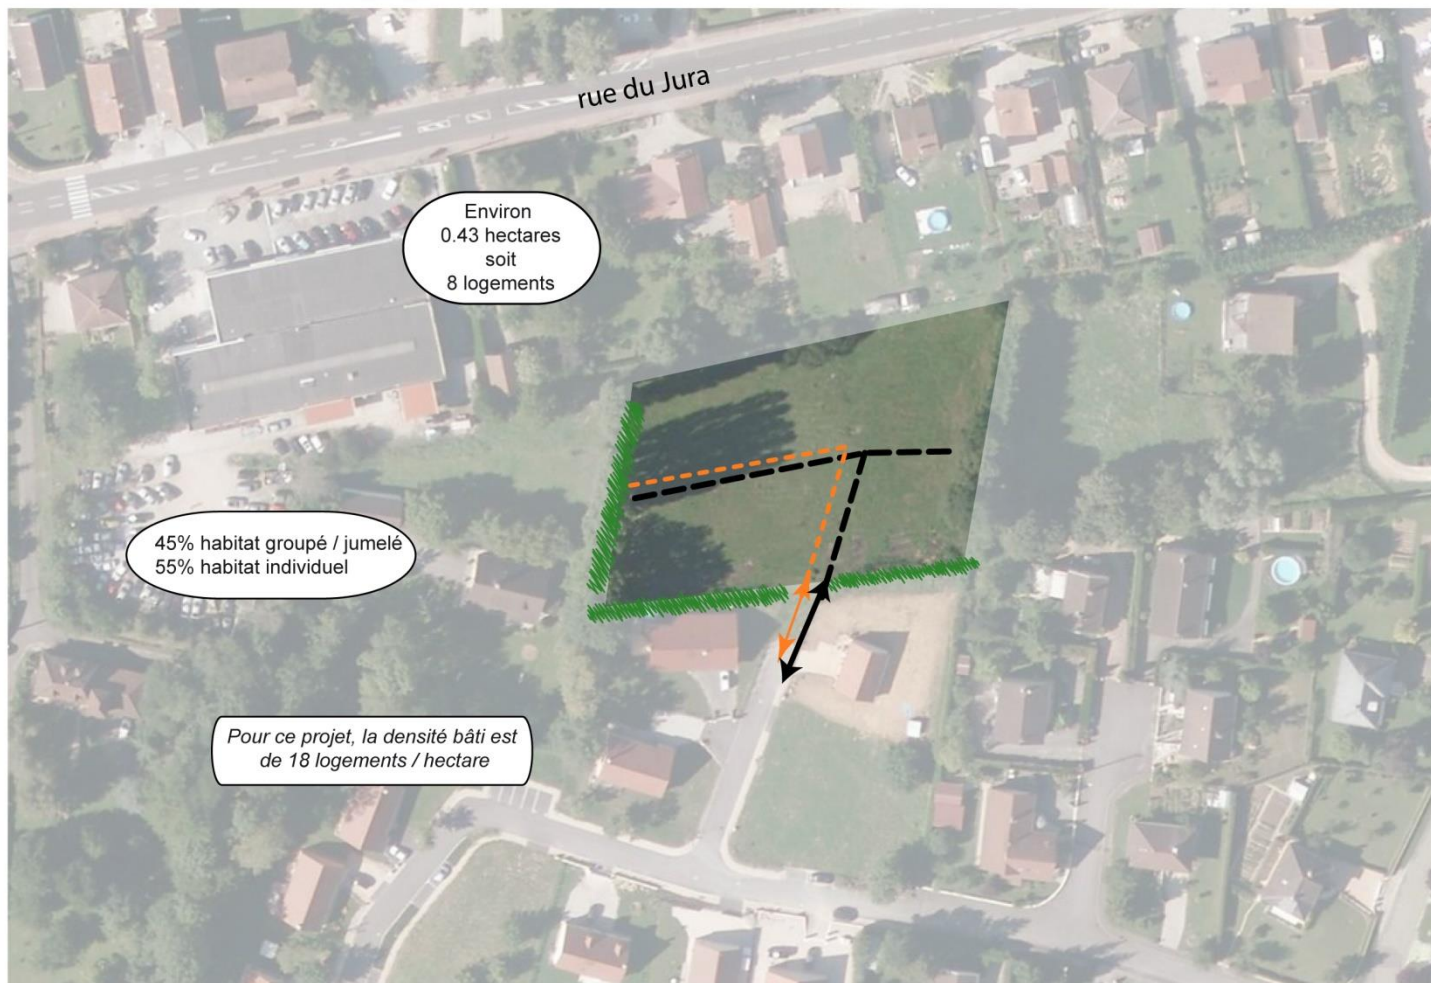 rue du Jura
Environ
0.43 hectares
soit
8 logements
45% habitat groupé / jumelé
55% habitat individuel
Pour ce projet, la densité bâti est
de 18 logements / hectare